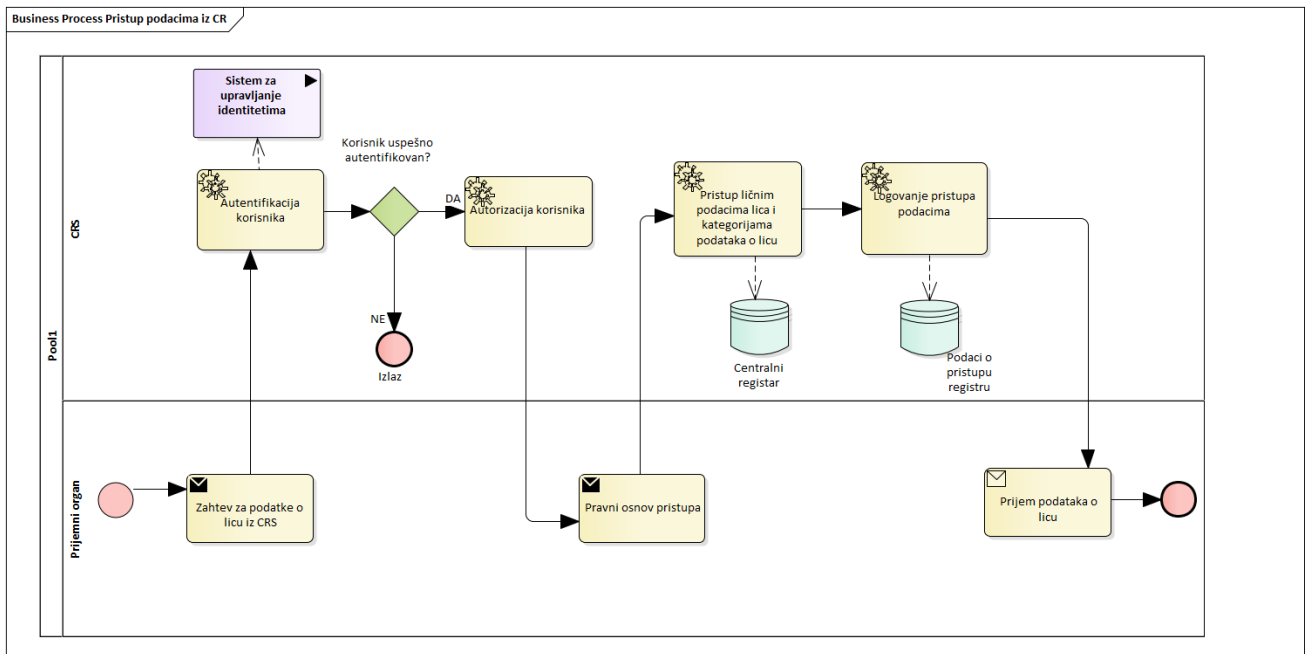 Business Process Pristup podacima iz CR
Pool1
CRS
Sistem za
upravljanje
identitetima
Korisnik uspešno
autentifikovan?
Autentifikacija
korisnika
DA
Autorizacija korisnika
NE
Izlaz
Pristup ličnim
podacima lica i
kategorijama
podataka o licu
Logovanje pristupa
podacima
Centralni
registar
Podaci o
pristupu
registru
Prijemni organ
Zahtev za podatke o
licu iz CRS
Pravni osnov pristupa
Prijem podataka o
licu